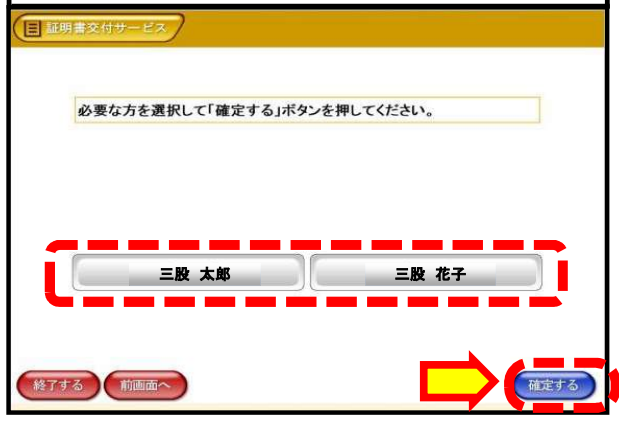 証明書交付サービス
必要な方を選択して「確定する」ボタンを押してください。
三股 太郎
三股 花子
終了する
前画面へ
確定する